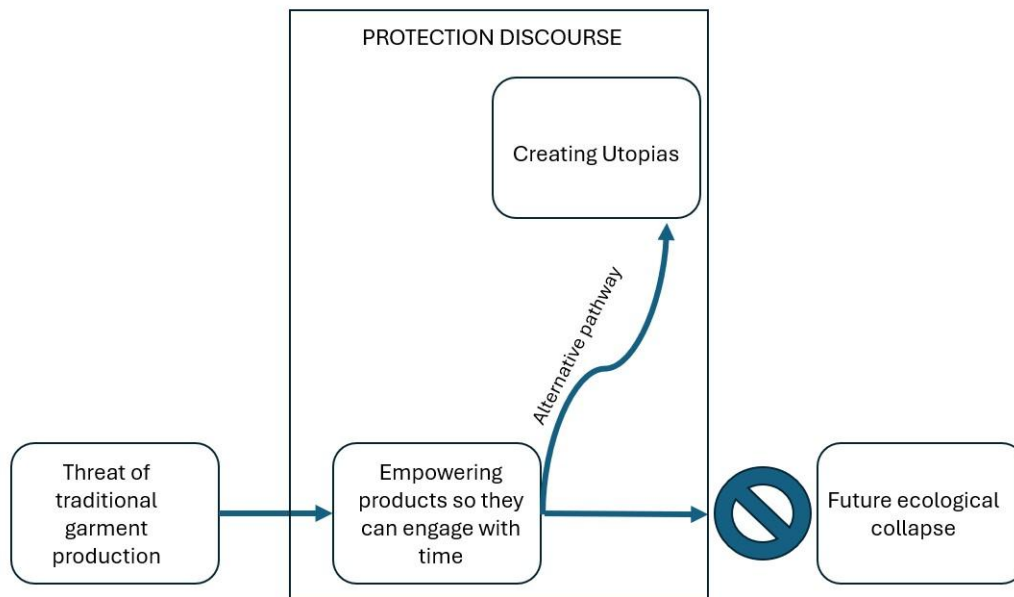 PROTECTION DISCOURSE
Creating Utopias
Alternative pathway
Threat of
traditional
garment
production
Empowering
products so they
can engage with
time
Future ecological
collapse